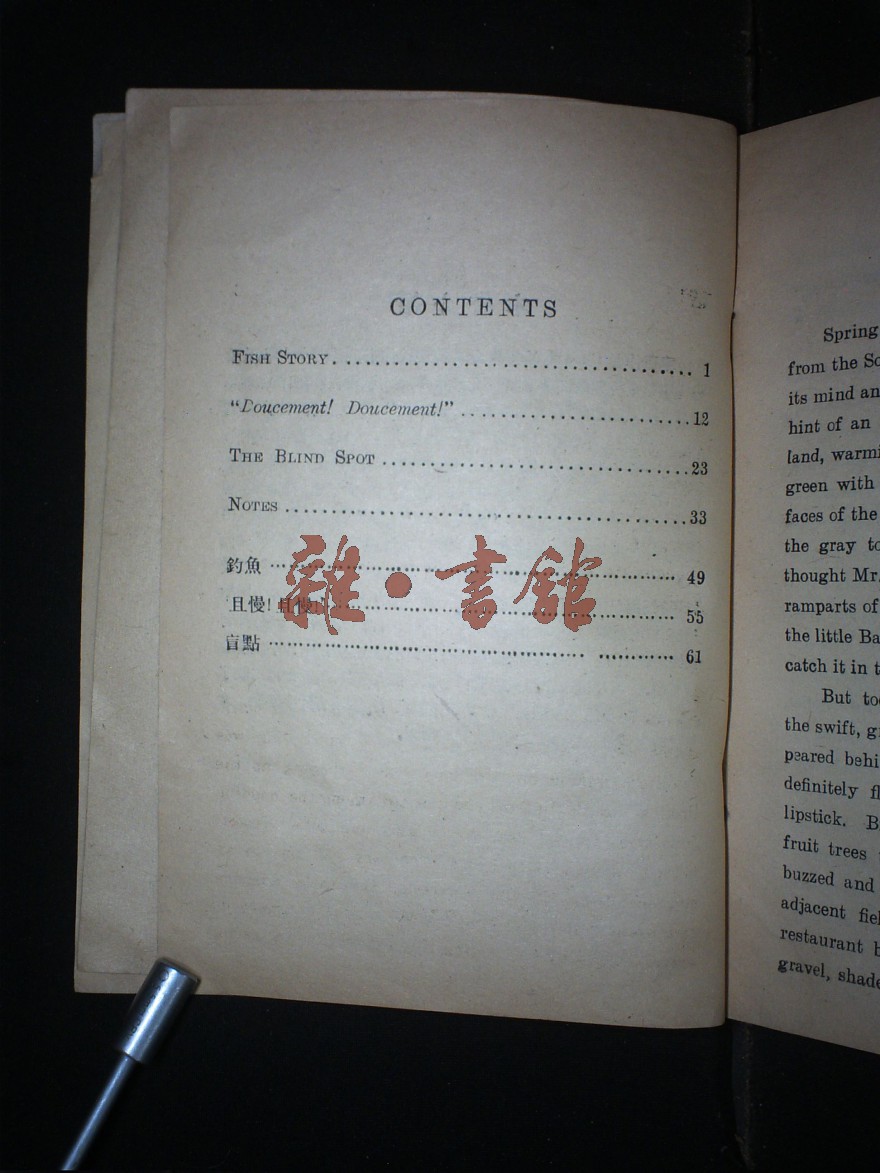 CONTENTS
FISH STORY........................................ 1
"Doucement! Doucement!" ..........................12
THE BLIND SPOT ...................................23
NOTES ............................................33
釣魚 ………………………………………………… 49
且慢! 且慢! ………………………………………… 55
盲點 ………………………………… ………… 61
雜·書館
Spring
from the
its mind an
hint of an
land, warmi
green with
faces of the
the gray to
thought Mr.
ramparts of
the little Ba
catch it in t
But to
the swift, g
peared behi
definitely fl
lipstick. B
fruit trees
buzzed and
adjacent fie
restaurant b
gravel, shade